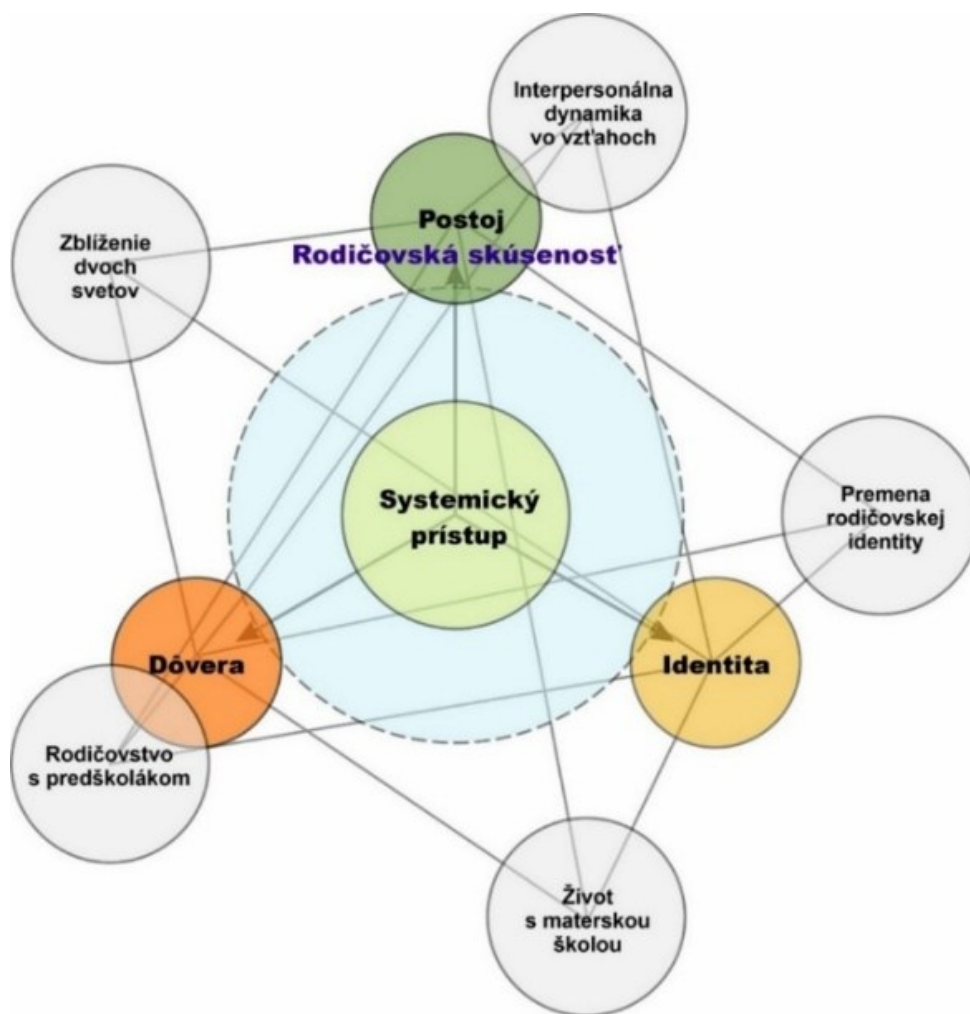 Interpersonálna
dynamika
vo vzťahoch
Postoj
Rodičovská skúsenosť
Zblíženie
dvoch
svetov
Systemický
prístup
Premena
rodičovskej
identity
Dôvera
Identita
Rodičovstvo
s predškolákom
Život
s materskou
školou